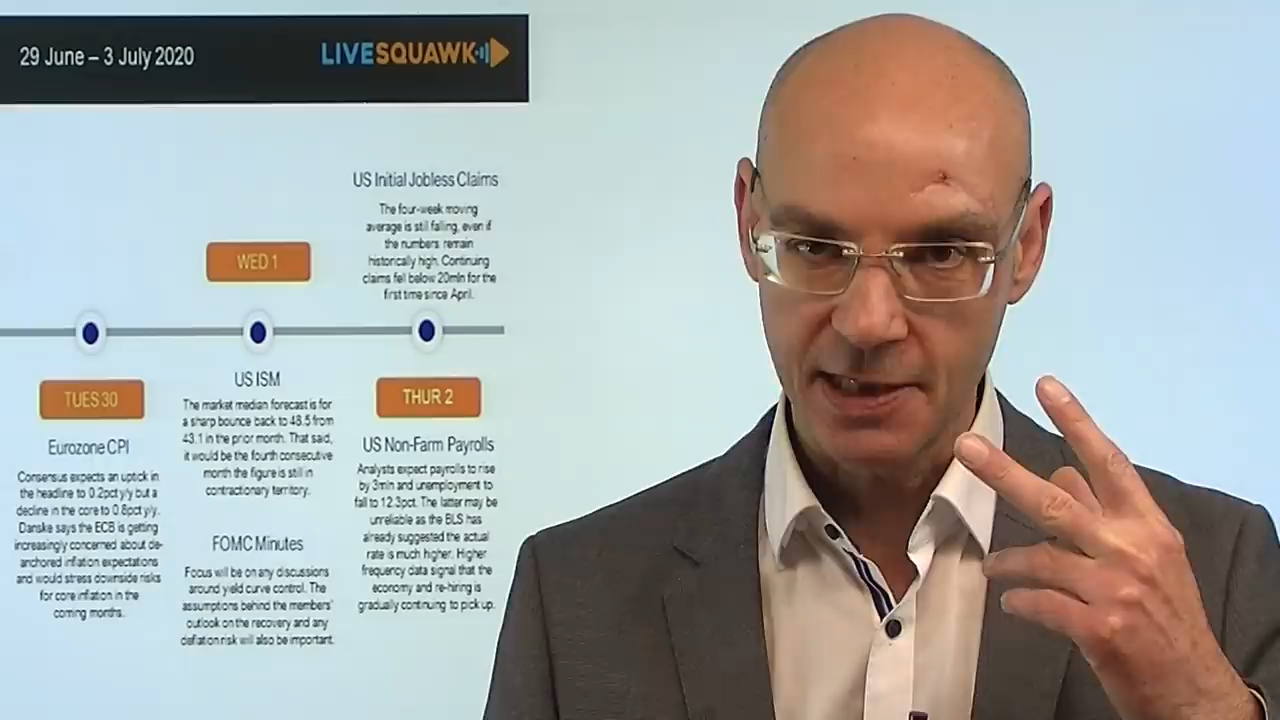 29 June – 3 July 2020
LIVESQUAWK
US Initial Jobless Claims
The four-week moving
average is still falling, even if
the numbers remain
historically high. Continuing
claims fell below 20mln for the
first time since April.
WED 1
TUES 30
Eurozone CPI
Consensus expects an uptick in
the headline to 0.2pct y/y but a
decline in the core to 0.8pct y/y.
Danske says the ECB is getting
increasingly concerned about de-
anchored inflation expectations
and would stress downside risks
for core inflation in the
coming months.
US ISM
The market median forecast is for
a sharp bounce back to 48.5 from
43.1 in the prior month. That said,
it would be the fourth consecutive
month the figure is still in
contractionary territory.
FOMC Minutes
Focus will be on any discussions
around yield curve control. The
assumptions behind the members'
outlook on the recovery and any
deflation risk will also be important.
THUR 2
US Non-Farm Payrolls
Analysts expect payrolls to rise
by 3mln and unemployment to
fall to 12.3pct. The latter may be
unreliable as the BLS has
already suggested the actual
rate is much higher. Higher
frequency data signal that the
economy and re-hiring is
gradually continuing to pick up.